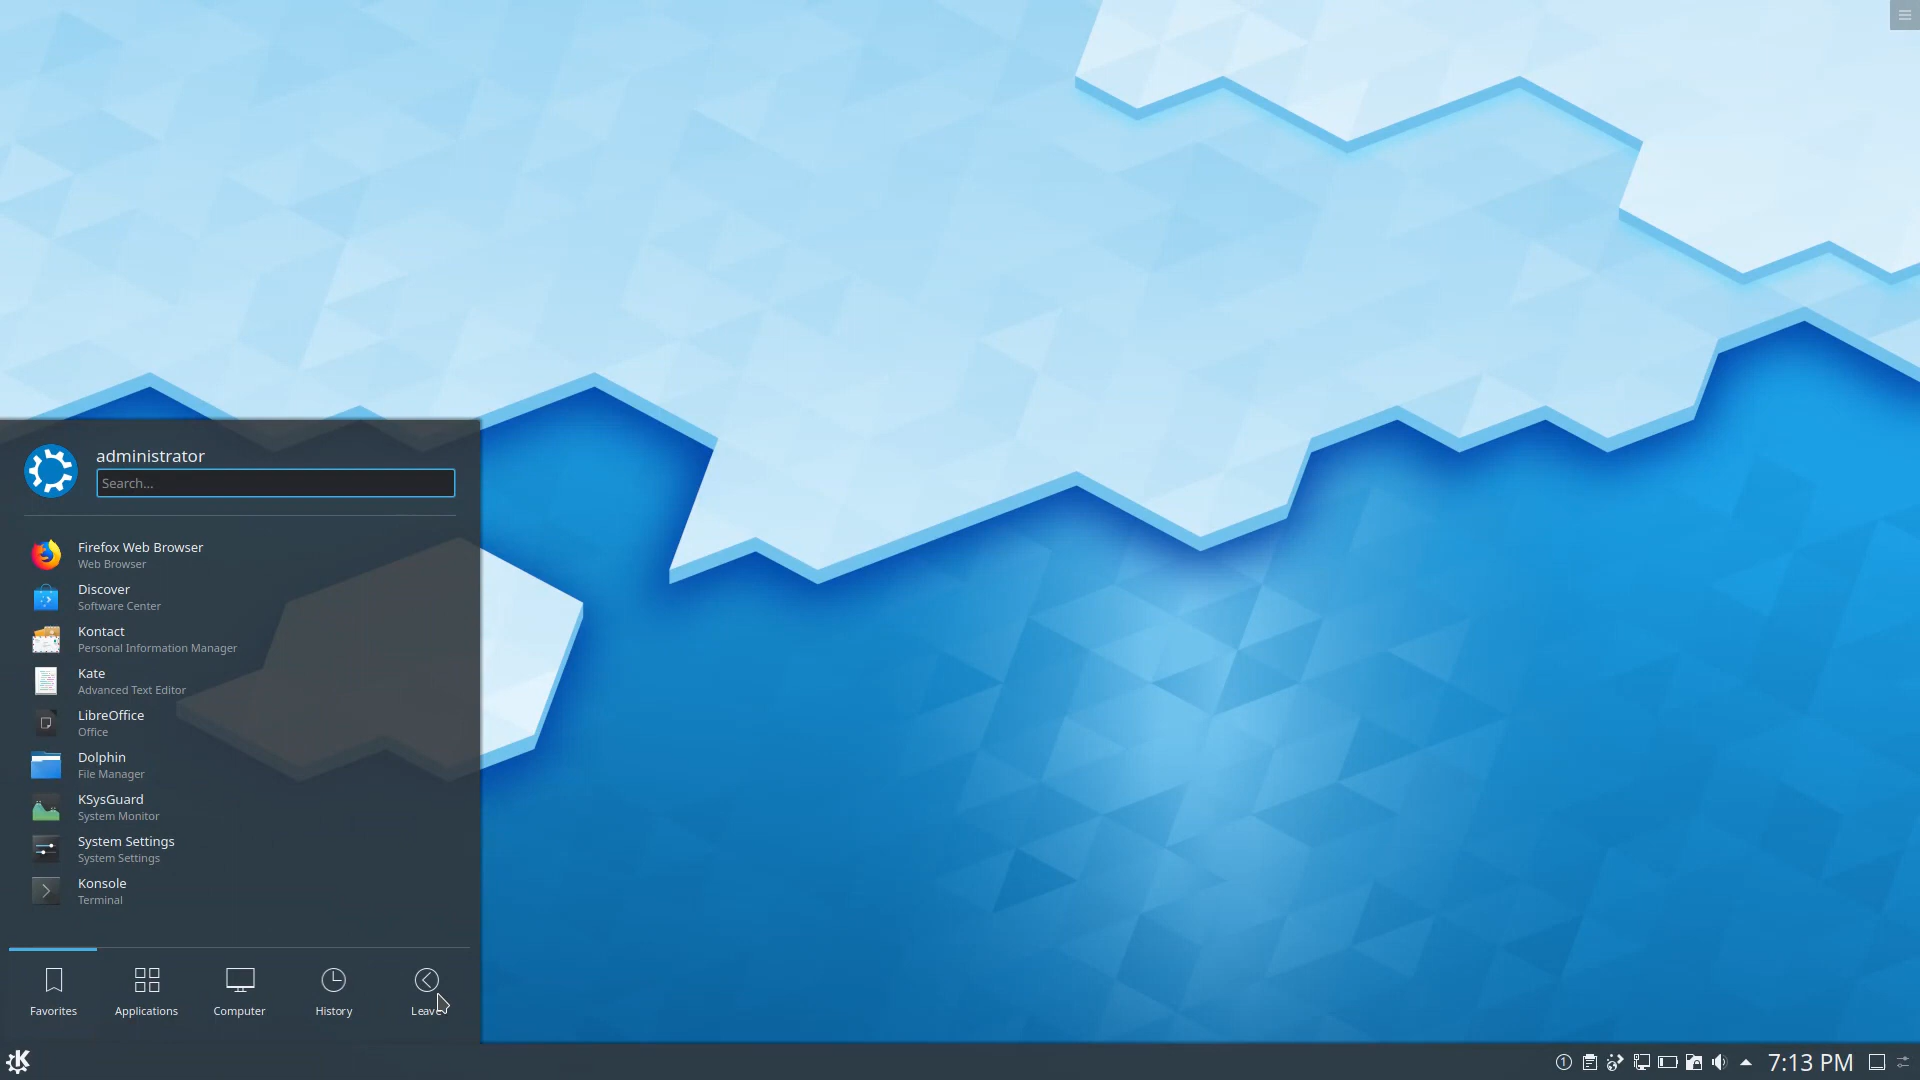 administrator
Search...
Firefox Web Browser
Web Browser
Discover
Software Center
Kontact
Personal Information Manager
Kate
Advanced Text Editor
LibreOffice
Office
Dolphin
File Manager
KSysGuard
System Monitor
System Settings
System Settings
Konsole
Terminal
Favorites
Applications
Computer
History
Leave
1
7:13 PM